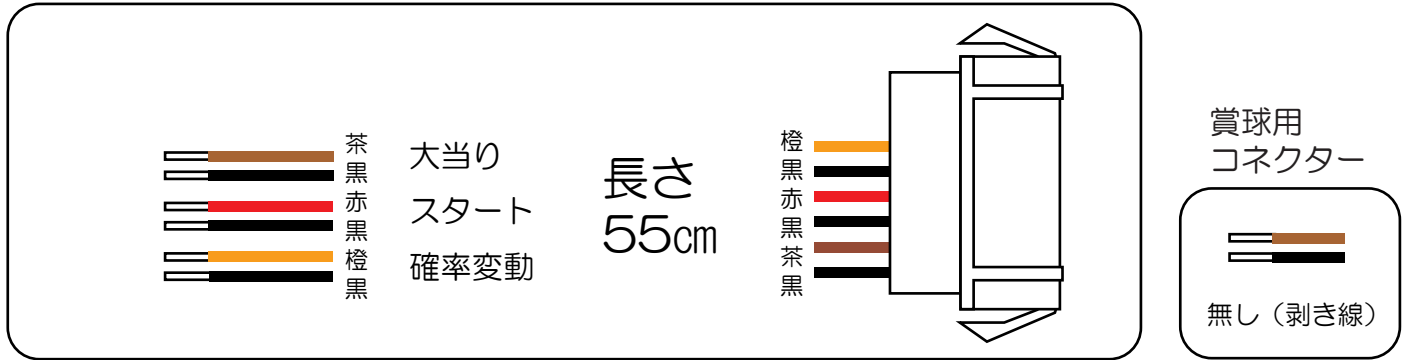 茶
黒
大当り
赤
黒
スタート
橙
黒
確率変動
長さ
55cm
橙
黒
赤
黒
茶
黒
賞球用
コネクター
無し（剥き線）